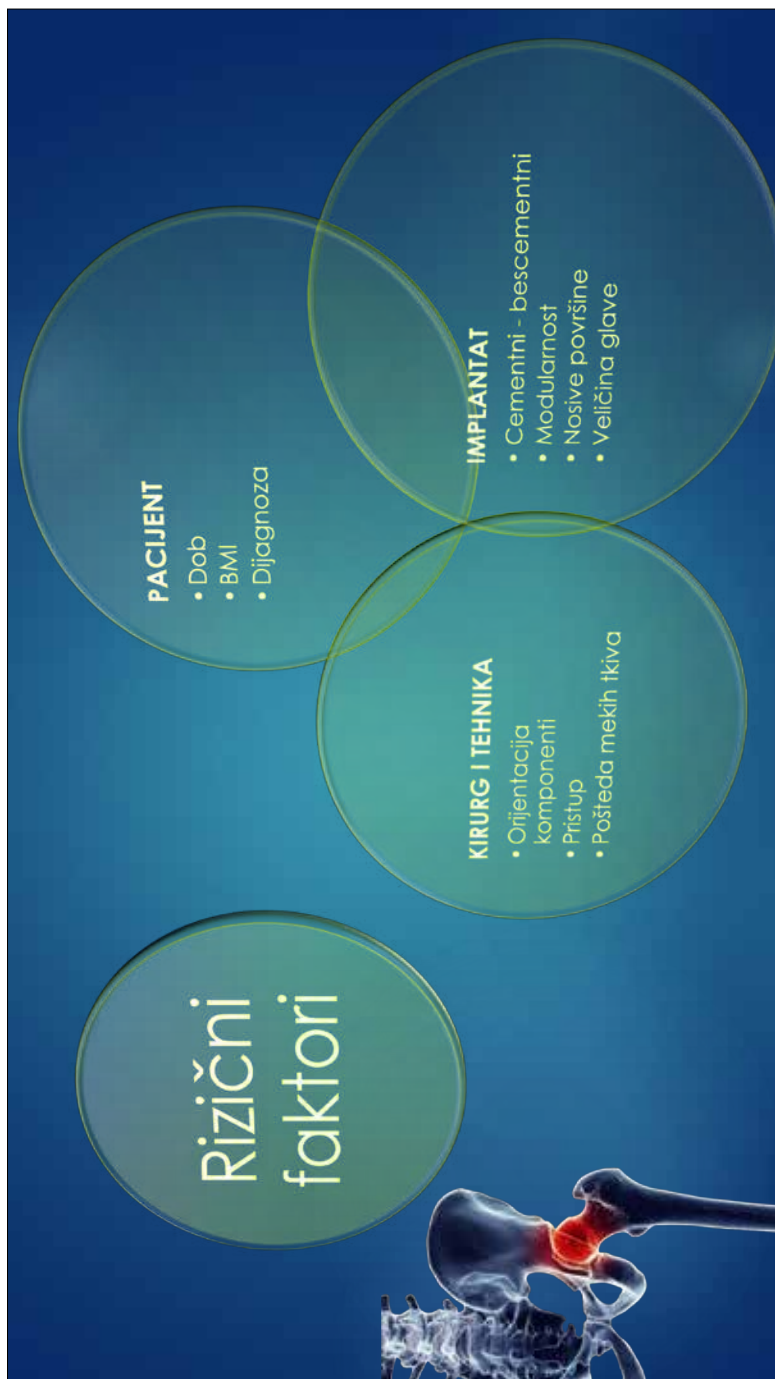 Rizični
faktori
PACIJENT
• Dob
• BMI
• Dijagnoza
KIRURG I TEHNIKA
• Orijentacija
komponenti
• Pristup
• Pošteda mekih tkiva
IMPLANTAT
• Cementni - bescementni
• Modularnost
• Nosive površine
• Veličina glave